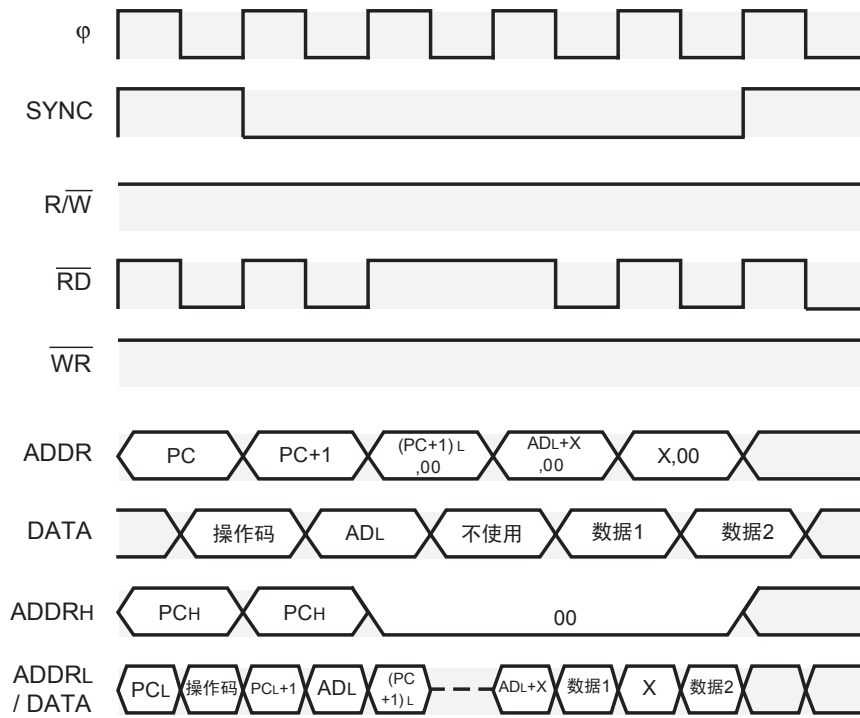 φ
SYNC
R/W
RD
WR
ADDR PC PC+1 (PC+1)L ADL+X X,00
,00 ,00
DATA 操作码 ADL 不使用 数据1 数据2
ADDRH PCH PCH 00
ADDRL PCL 操作码 PCL+1 ADL (PC ADL+X 数据1 X 数据2
/ DATA +1)L